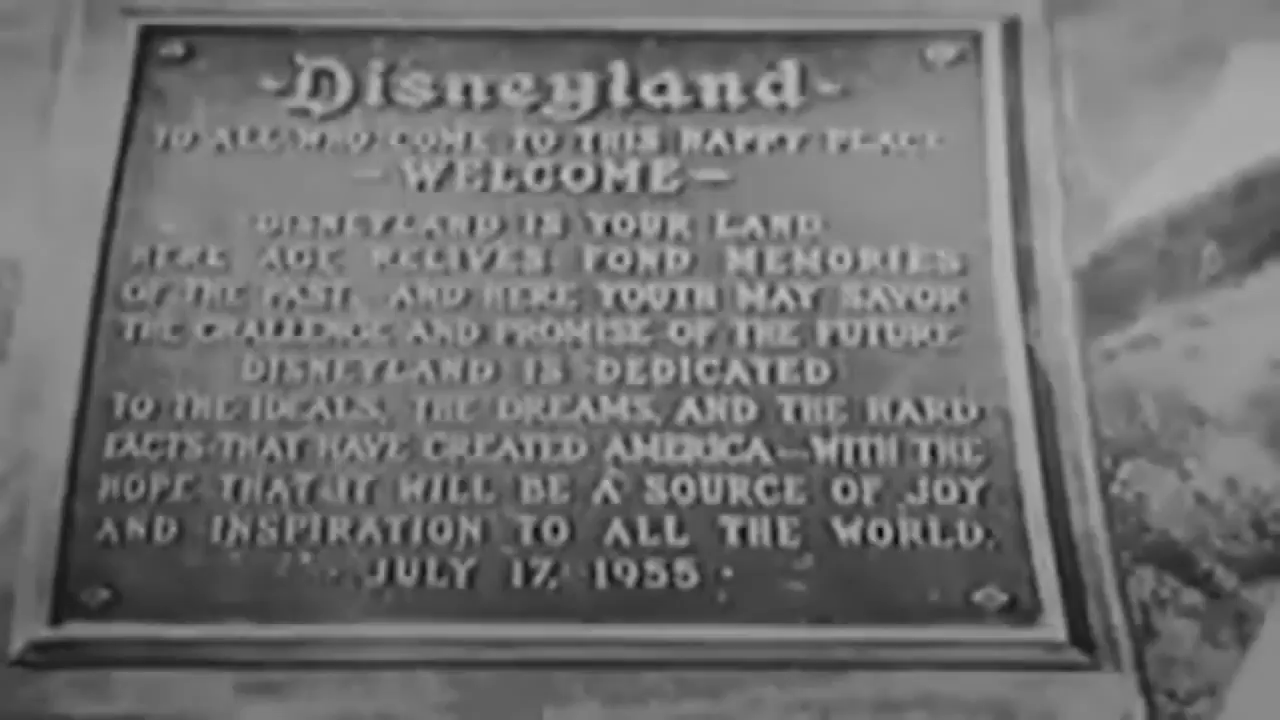 -Disneyland-
TO ALL WHO COME TO THIS HAPPY PLACE
- WELCOME -
DISNEYLAND IS YOUR LAND
HERE AGE RELIVES FOND MEMORIES
OF THE PAST, AND HERE YOUTH MAY SAVOR
THE CHALLENGE AND PROMISE OF THE FUTURE
DISNEYLAND IS DEDICATED
TO THE IDEALS, THE DREAMS, AND THE HARD
FACTS THAT HAVE CREATED AMERICA—WITH THE
HOPE THAT IT WILL BE A SOURCE OF JOY
AND INSPIRATION TO ALL THE WORLD.
JULY 17, 1955